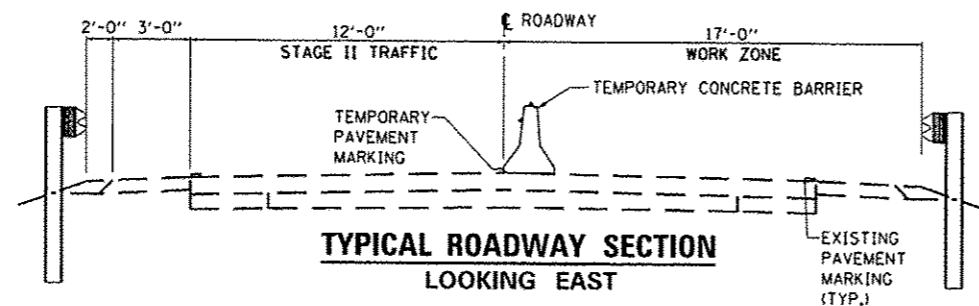 ℄ ROADWAY
2'-0" 3'-0" 12'-0" 17'-0"
STAGE II TRAFFIC WORK ZONE
TEMPORARY CONCRETE BARRIER
TEMPORARY
PAVEMENT
MARKING
TYPICAL ROADWAY SECTION
LOOKING EAST
EXISTING
PAVEMENT
MARKING
(TYP.)